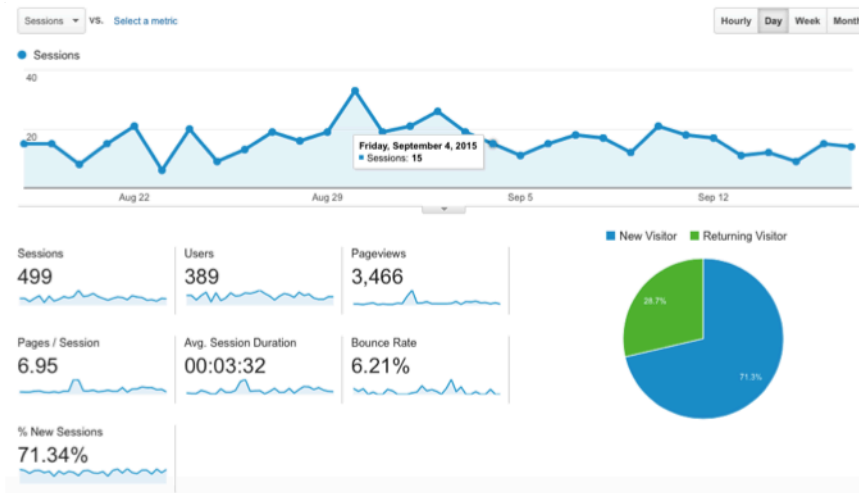 Sessions VS. Select a metric Hourly Day Week Month
Sessions
40
20
Friday, September 4, 2015
Sessions: 15
Aug 22 Aug 29 Sep 5 Sep 12
New Visitor Returning Visitor
Sessions Users Pageviews
499 389 3,466
28.7%
Pages / Session Avg. Session Duration Bounce Rate
6.95 00:03:32 6.21%
71.3%
% New Sessions
71.34%